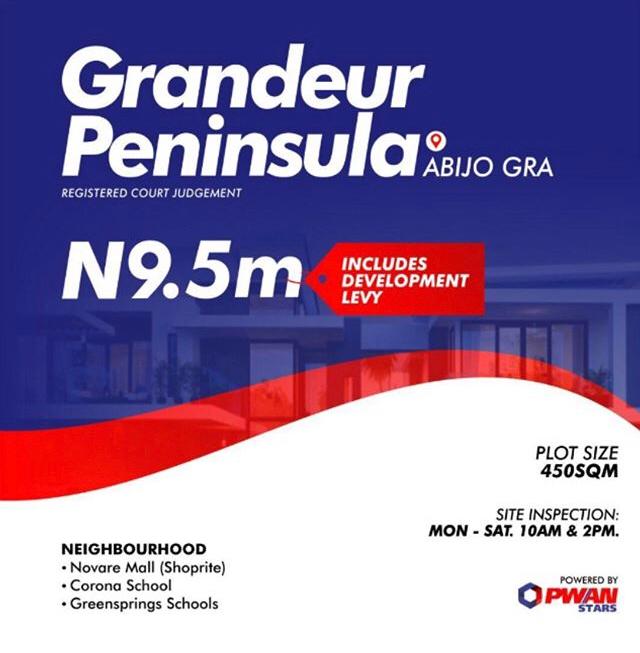 Grandeur
Peninsula
ABIJO GRA
REGISTERED COURT JUDGEMENT
N9.5m
INCLUDES
DEVELOPMENT
LEVY
PLOT SIZE
450SQM
SITE INSPECTION:
MON - SAT. 10AM & 2PM.
NEIGHBOURHOOD
• Novare Mall (Shoprite)
• Corona School
• Greensprings Schools
POWERED BY
PWAN
STARS